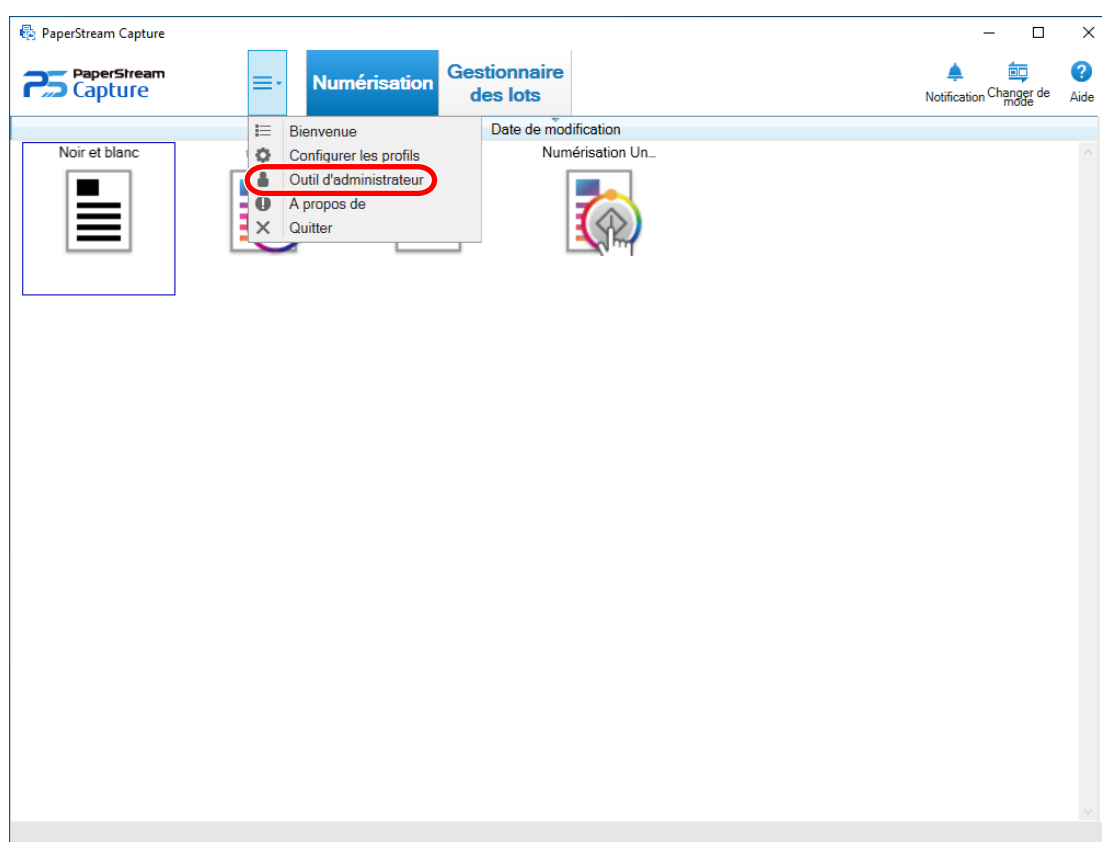 PaperStream Capture
PaperStream
Capture
Numérisation
Gestionnaire
des lots
Notification
Changer de
mode
Aide
Date de modification
Bienvenue
Configurer les profils
Outil d'administrateur
A propos de
Quitter
Noir et blanc
Numérisation Un...